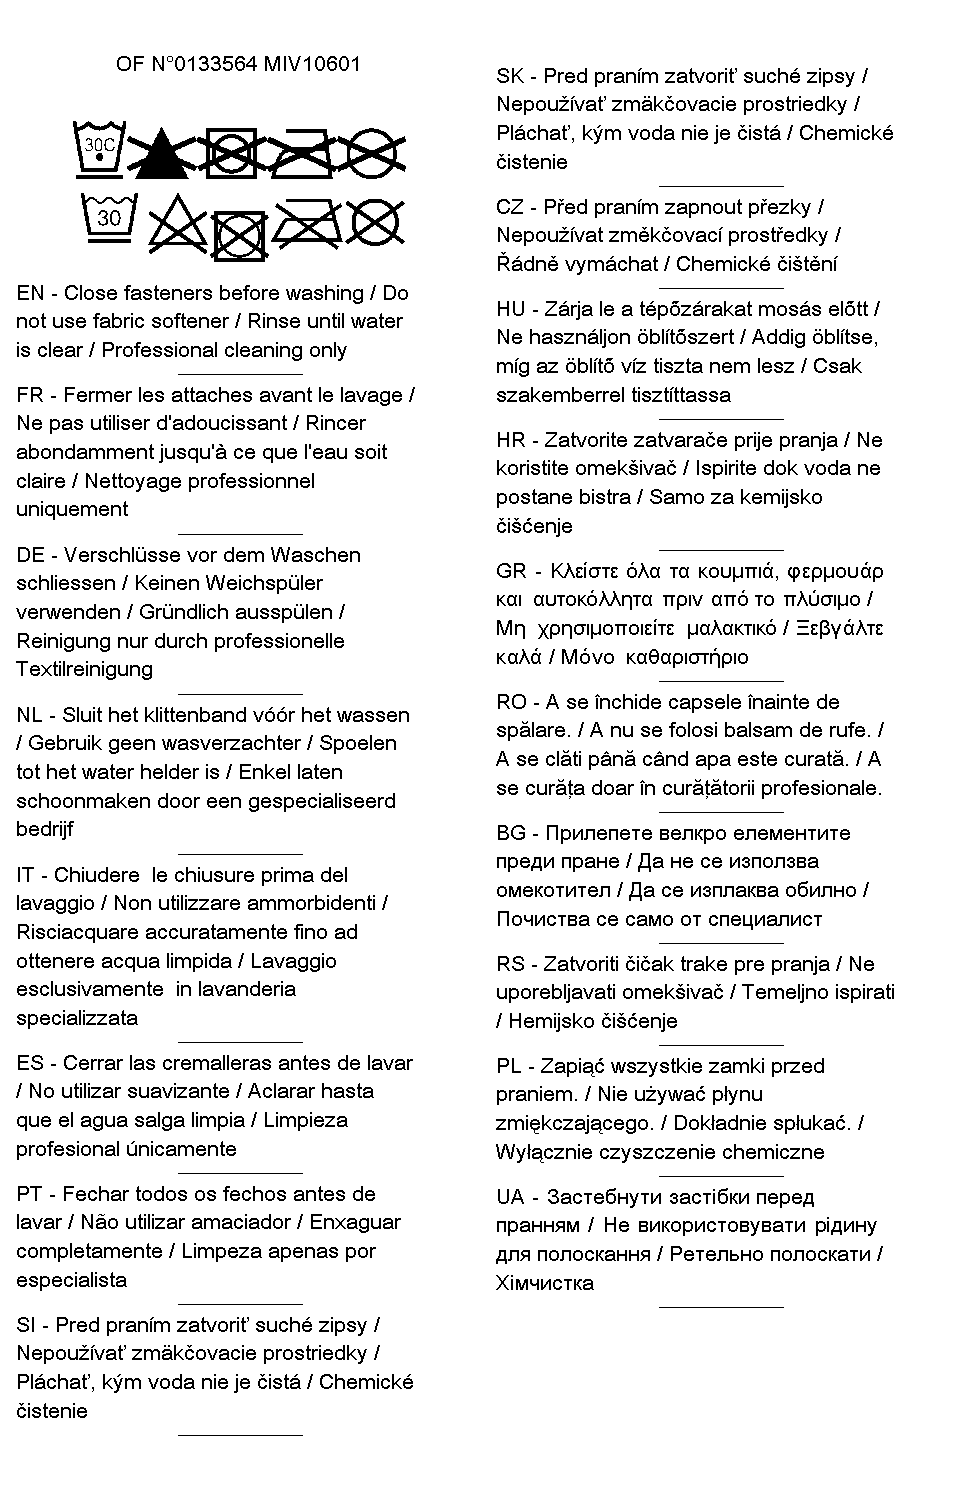 OF N°0133564 MIV10601
30C
30
EN - Close fasteners before washing / Do
not use fabric softener / Rinse until water
is clear / Professional cleaning only
FR - Fermer les attaches avant le lavage /
Ne pas utiliser d'adoucissant / Rincer
abondamment jusqu'à ce que l'eau soit
claire / Nettoyage professionnel
uniquement
DE - Verschlüsse vor dem Waschen
schliessen / Keinen Weichspüler
verwenden / Gründlich ausspülen /
Reinigung nur durch professionelle
Textilreinigung
NL - Sluit het klittenband vóór het wassen
/ Gebruik geen wasverzachter / Spoelen
tot het water helder is / Enkel laten
schoonmaken door een gespecialiseerd
bedrijf
IT - Chiudere  le chiusure prima del
lavaggio / Non utilizzare ammorbidenti /
Risciacquare accuratamente fino ad
ottenere acqua limpida / Lavaggio
esclusivamente  in lavanderia
specializzata
ES - Cerrar las cremalleras antes de lavar
/ No utilizar suavizante / Aclarar hasta
que el agua salga limpia / Limpieza
profesional únicamente
PT - Fechar todos os fechos antes de
lavar / Não utilizar amaciador / Enxaguar
completamente / Limpeza apenas por
especialista
SI - Pred praním zatvoriť suché zipsy /
Nepoužívať zmäkčovacie prostriedky /
Pláchať, kým voda nie je čistá / Chemické
čistenie
SK - Pred praním zatvoriť suché zipsy /
Nepoužívať zmäkčovacie prostriedky /
Pláchať, kým voda nie je čistá / Chemické
čistenie
CZ - Před praním zapnout přezky /
Nepoužívat změkčovací prostředky /
Řádně vymáchat / Chemické čištění
HU - Zárja le a tépőzárakat mosás előtt /
Ne használjon öblítőszert / Addig öblítse,
míg az öblítő víz tiszta nem lesz / Csak
szakemberrel tisztíttassa
HR - Zatvorite zatvarače prije pranja / Ne
koristite omekšivač / Ispirite dok voda ne
postane bistra / Samo za kemijsko
čišćenje
GR - Κλείστε όλα τα κουμπιά, φερμουάρ
και αυτοκόλλητα πριν από το πλύσιμο /
Μη χρησιμοποιείτε μαλακτικό / Ξεβγάλτε
καλά / Μόνο καθαριστήριο
RO - A se închide capsele înainte de
spălare. / A nu se folosi balsam de rufe. /
A se clăti până când apa este curată. / A
se curăța doar în curățătorii profesionale.
BG - Прилепете велкро елементите
преди пране / Да не се използва
омекотител / Да се изплаква обилно /
Почиства се само от специалист
RS - Zatvoriti čičak trake pre pranja / Ne
uporebljavati omekšivač / Temeljno ispirati
/ Hemijsko čišćenje
PL - Zapiąć wszystkie zamki przed
praniem. / Nie używać płynu
zmiękczającego. / Dokładnie spłukać. /
Wyłącznie czyszczenie chemiczne
UA - Застебнути застібки перед
пранням / Не використовувати рідину
для полоскання / Ретельно полоскати /
Хімчистка